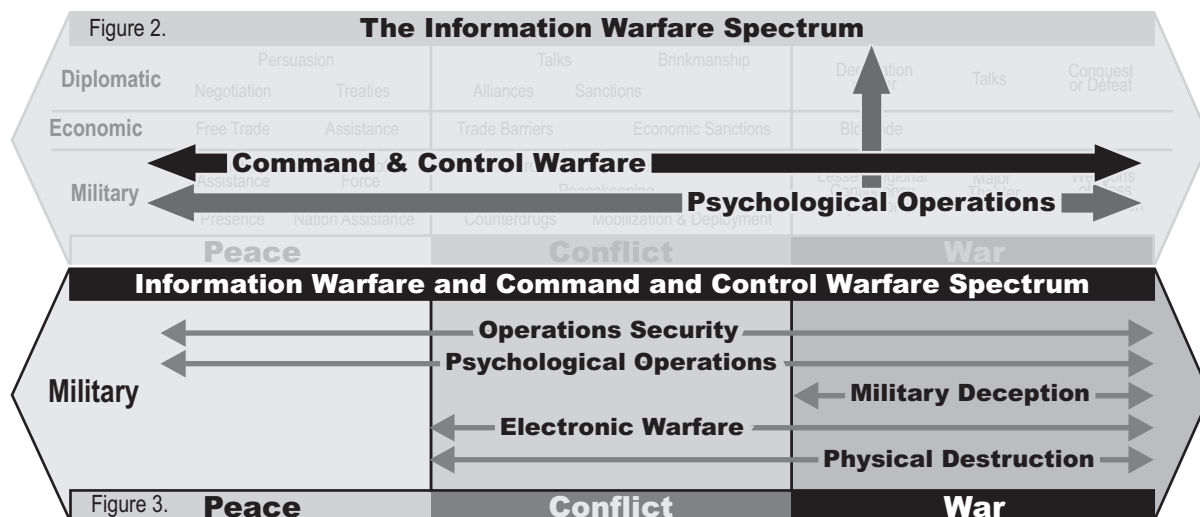 Figure 2. The Information Warfare Spectrum
Persuasion Talks Brinkmanship
Diplomatic Talks Conquest or Defeat
Negotiation Treaties Alliances Sanctions
Economic Free Trade Assistance Trade Barriers Economic Sanctions
Command & Control Warfare
Military Assistance Force Major
Psychological Operations
Presence Nation Assistance Counterdrugs Mobilization & Deployment
Peace Conflict War
Information Warfare and Command and Control Warfare Spectrum
Operations Security
Psychological Operations
Military Military Deception
Electronic Warfare
Physical Destruction
Figure 3. Peace Conflict War